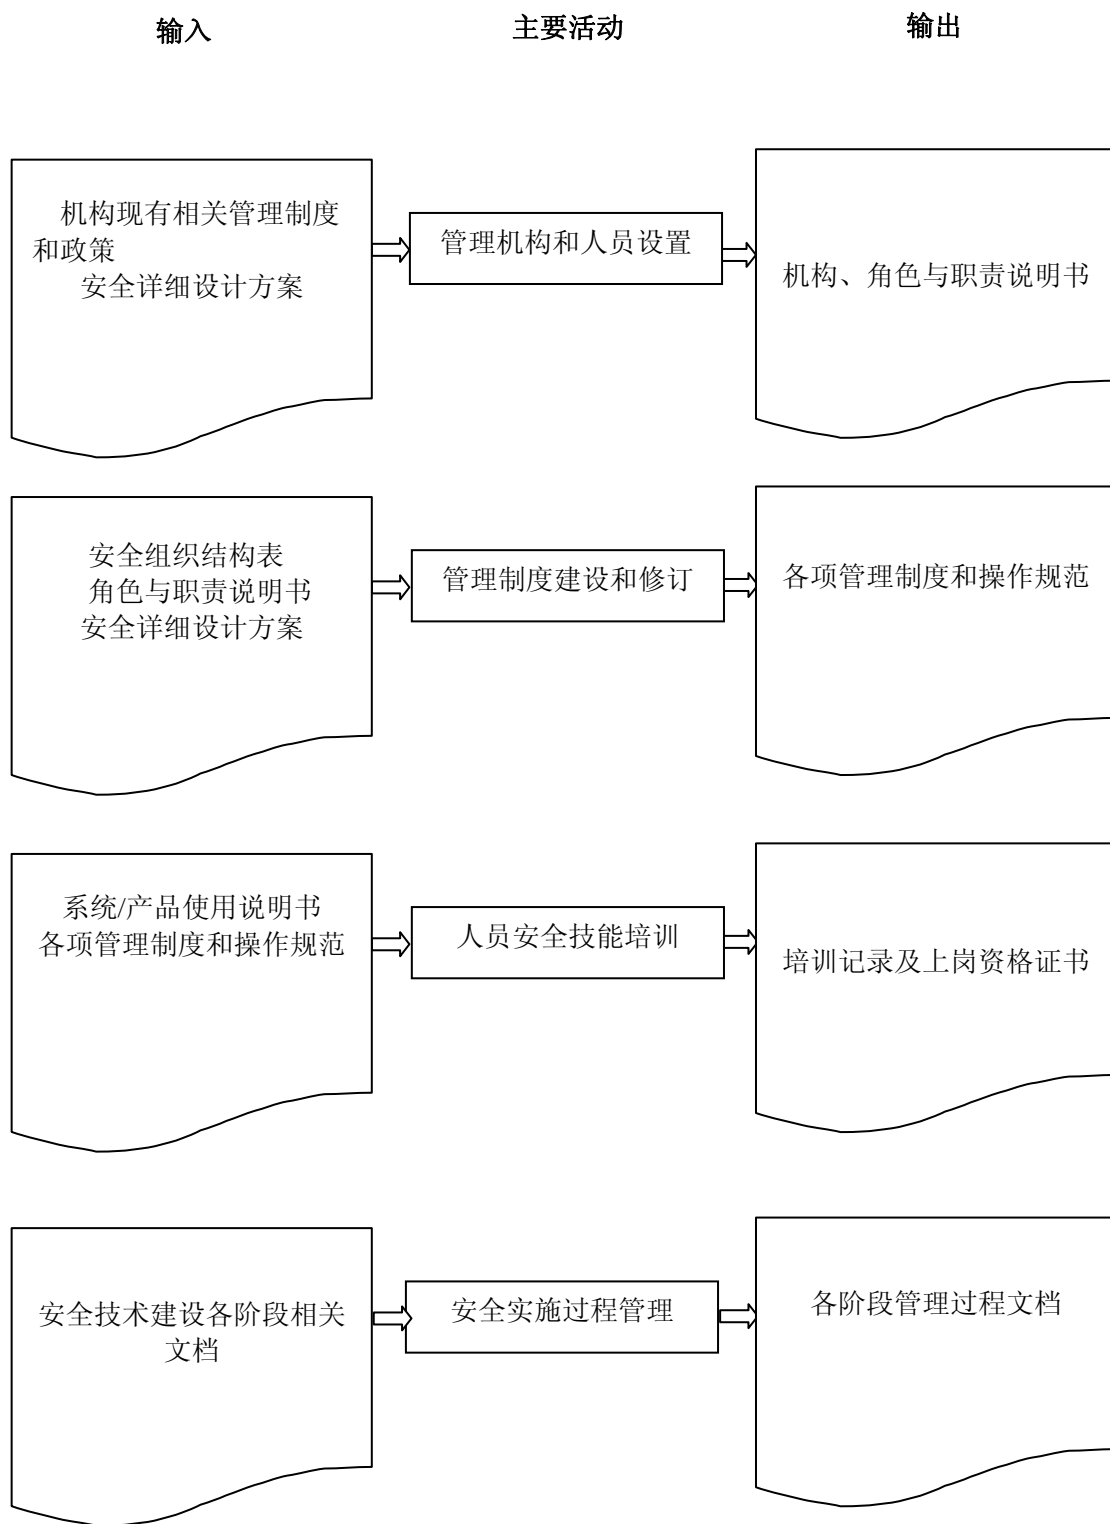 输入
主要活动
输出
机构现有相关管理制度
和政策
安全详细设计方案
管理机构和人员设置
机构、角色与职责说明书
安全组织结构表
角色与职责说明书
安全详细设计方案
管理制度建设和修订
各项管理制度和操作规范
系统/产品使用说明书
各项管理制度和操作规范
人员安全技能培训
培训记录及上岗资格证书
安全技术建设各阶段相关
文档
安全实施过程管理
各阶段管理过程文档